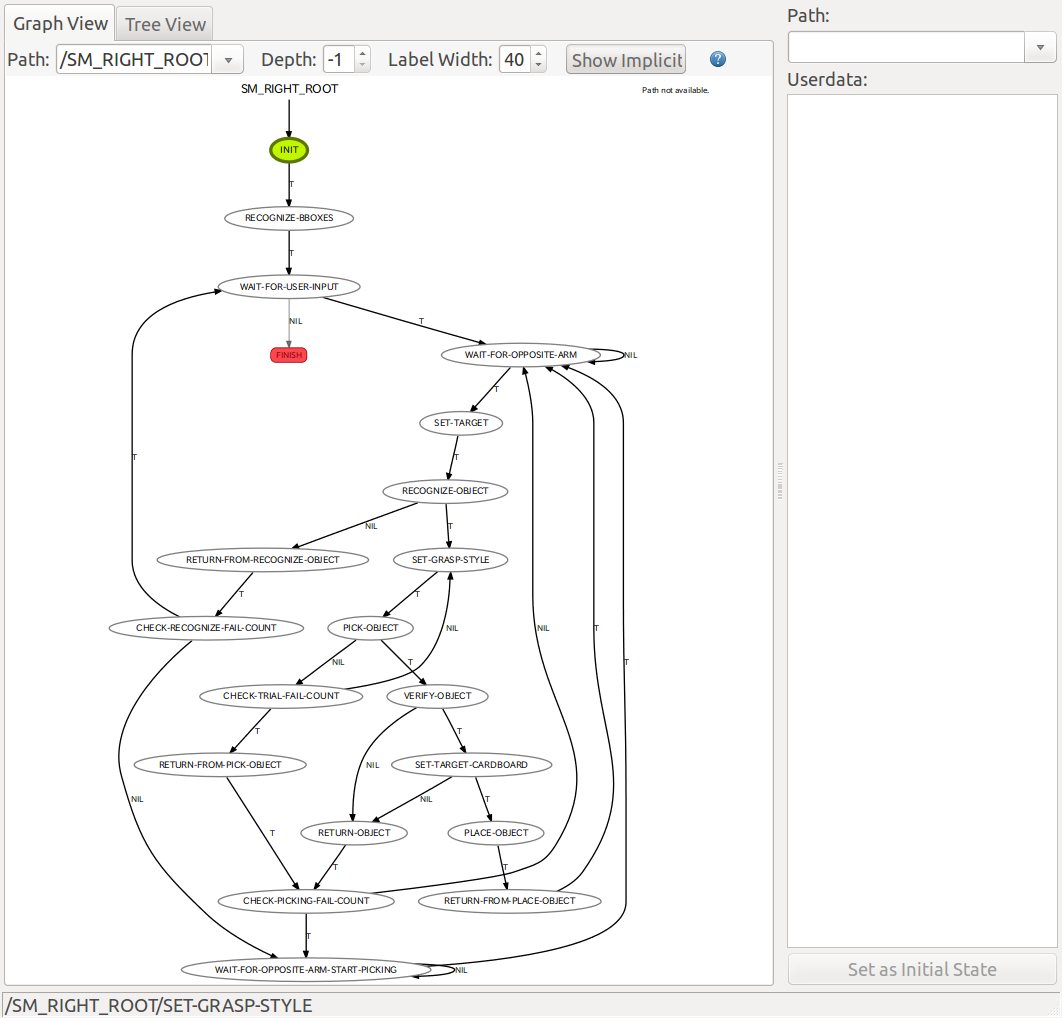 Graph View Tree View
Path: /SM_RIGHT_ROOT Depth: -1 Label Width: 40 Show Implicit ?
SM_RIGHT_ROOT
Path not available.
INIT
T
RECOGNIZE-BBOXES
T
WAIT-FOR-USER-INPUT
NIL
T
FINISH
WAIT-FOR-OPPOSITE-ARM
NIL
T
SET-TARGET
T
T
RECOGNIZE-OBJECT
NIL
T
RETURN-FROM-RECOGNIZE-OBJECT
SET-GRASP-STYLE
T
T
CHECK-RECOGNIZE-FAIL-COUNT
PICK-OBJECT
NIL
NIL
T
NIL
T
T
CHECK-TRIAL-FAIL-COUNT
VERIFY-OBJECT
T
T
RETURN-FROM-PICK-OBJECT
NIL
SET-TARGET-CARDBOARD
NIL
NIL
T
T
RETURN-OBJECT
PLACE-OBJECT
T
T
CHECK-PICKING-FAIL-COUNT
RETURN-FROM-PLACE-OBJECT
T
WAIT-FOR-OPPOSITE-ARM-START-PICKING
NIL
/SM_RIGHT_ROOT/SET-GRASP-STYLE
Path:
Userdata:
Set as Initial State